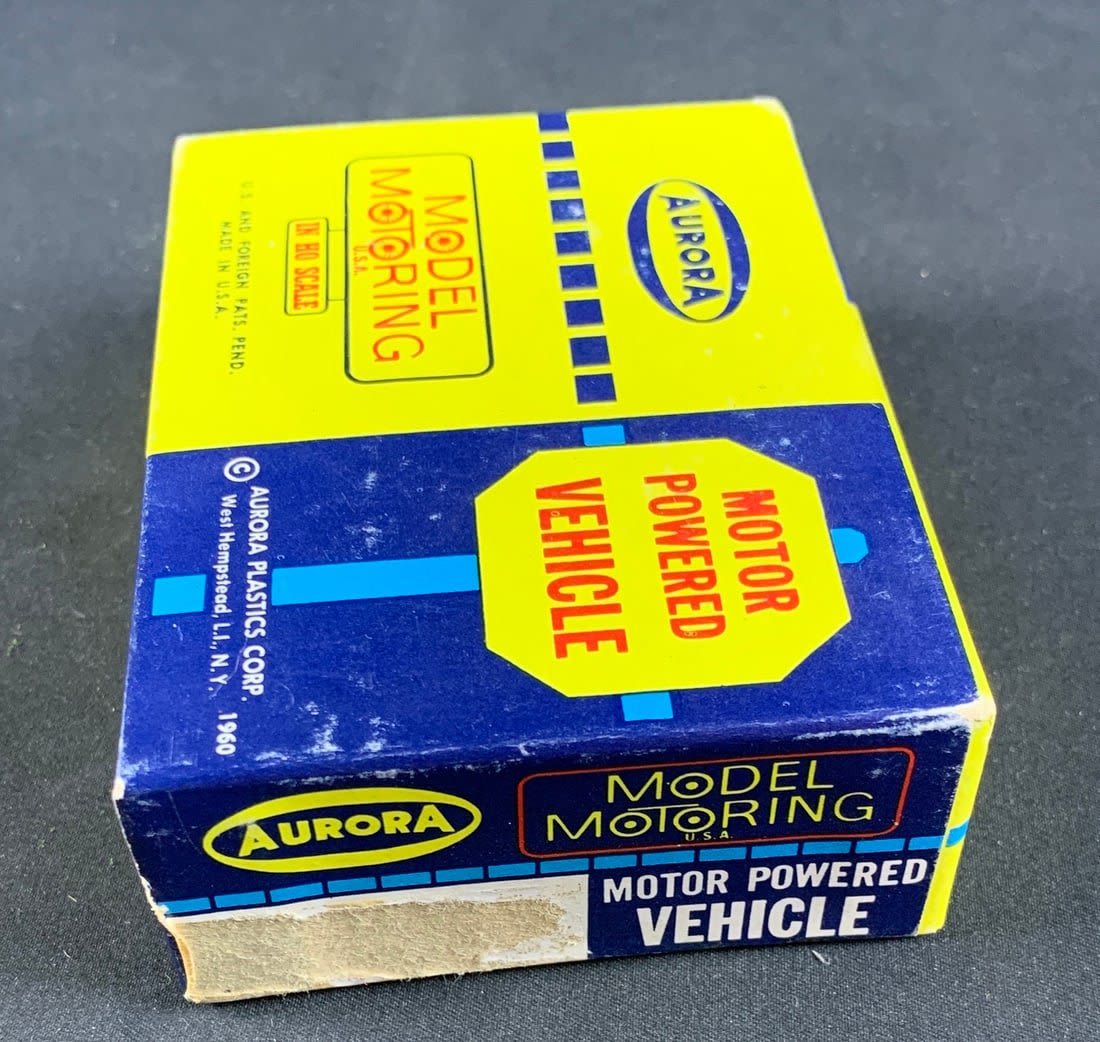 AURORA
MODEL
MOTORING
U.S.A.
IN HO SCALE
U.S. AND FOREIGN PATS. PEND.
MADE IN U.S.A.
MOTOR
POWERED
VEHICLE
© AURORA PLASTICS CORP.
West Hempstead, L.I., N.Y. 1960
AURORA
MODEL
MOTORING
U.S.A.
MOTOR POWERED
VEHICLE